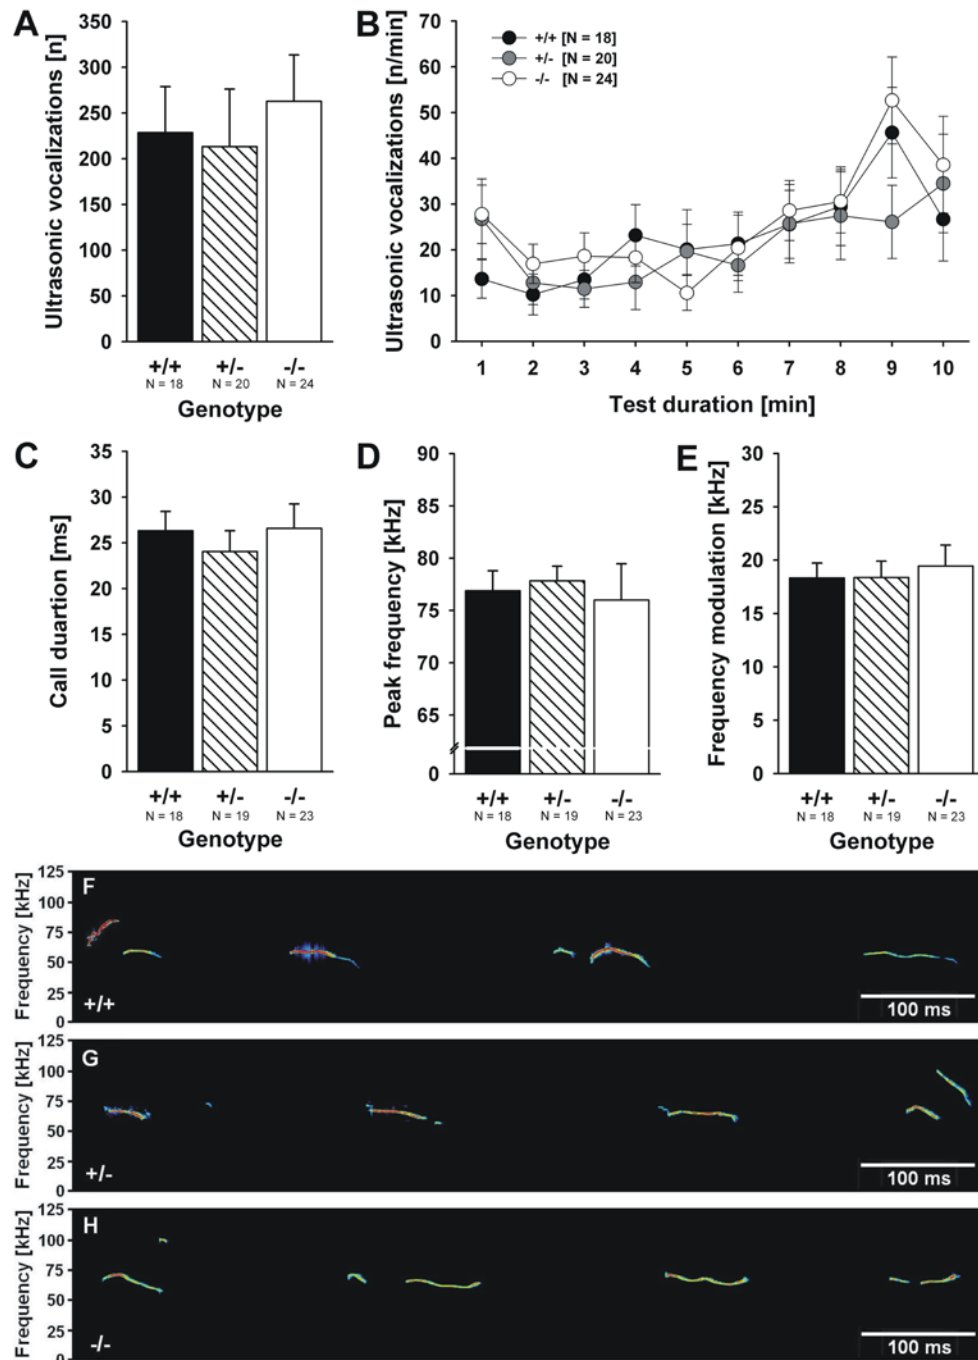 A
Ultrasonic vocalizations [n]
350
300
250
200
150
100
50
0
+/+ +/- -/-
N = 18 N = 20 N = 24
Genotype
B
Ultrasonic vocalizations [n/min]
70
60
50
40
30
20
10
0
+/+ [N = 18]
+/- [N = 20]
-/- [N = 24]
1 2 3 4 5 6 7 8 9 10
Test duration [min]
C
Call duartion [ms]
35
30
25
20
15
10
5
0
+/+ +/- -/-
N = 18 N = 19 N = 23
Genotype
D
Peak frequency [kHz]
90
85
80
75
70
65
0
+/+ +/- -/-
N = 18 N = 19 N = 23
Genotype
E
Frequency modulation [kHz]
30
25
20
15
10
5
0
+/+ +/- -/-
N = 18 N = 19 N = 23
Genotype
F
Frequency [kHz]
125
100
75
50
25
0
+/+
100 ms
G
Frequency [kHz]
125
100
75
50
25
0
+/-
100 ms
H
Frequency [kHz]
125
100
75
50
25
0
-/-
100 ms